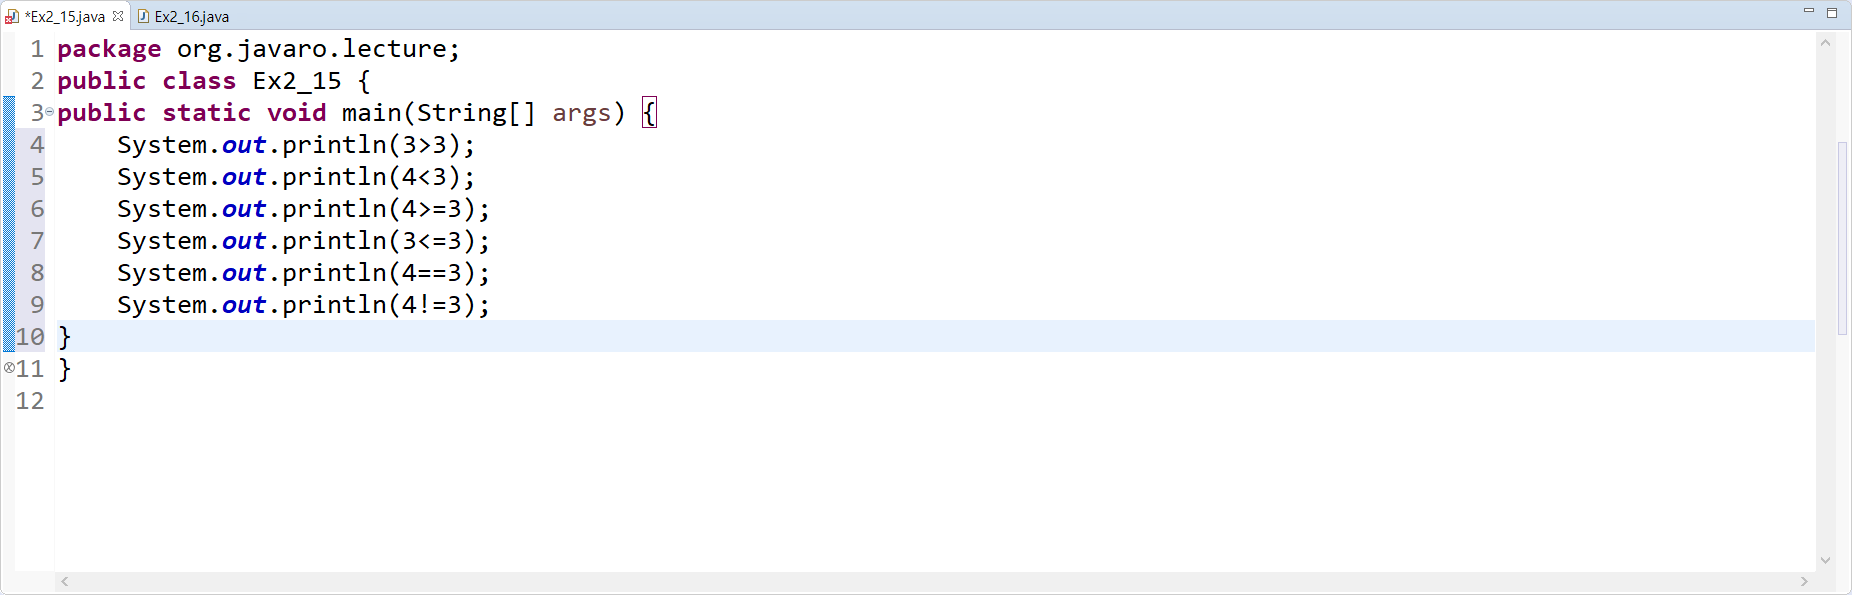 *Ex2_15.java Ex2_16.java
1 package org.javaro.lecture;
2 public class Ex2_15 {
3 public static void main(String[] args) {
4     System.out.println(3>3);
5     System.out.println(4<3);
6     System.out.println(4>=3);
7     System.out.println(3<=3);
8     System.out.println(4==3);
9     System.out.println(4!=3);
10 }
11 }
12